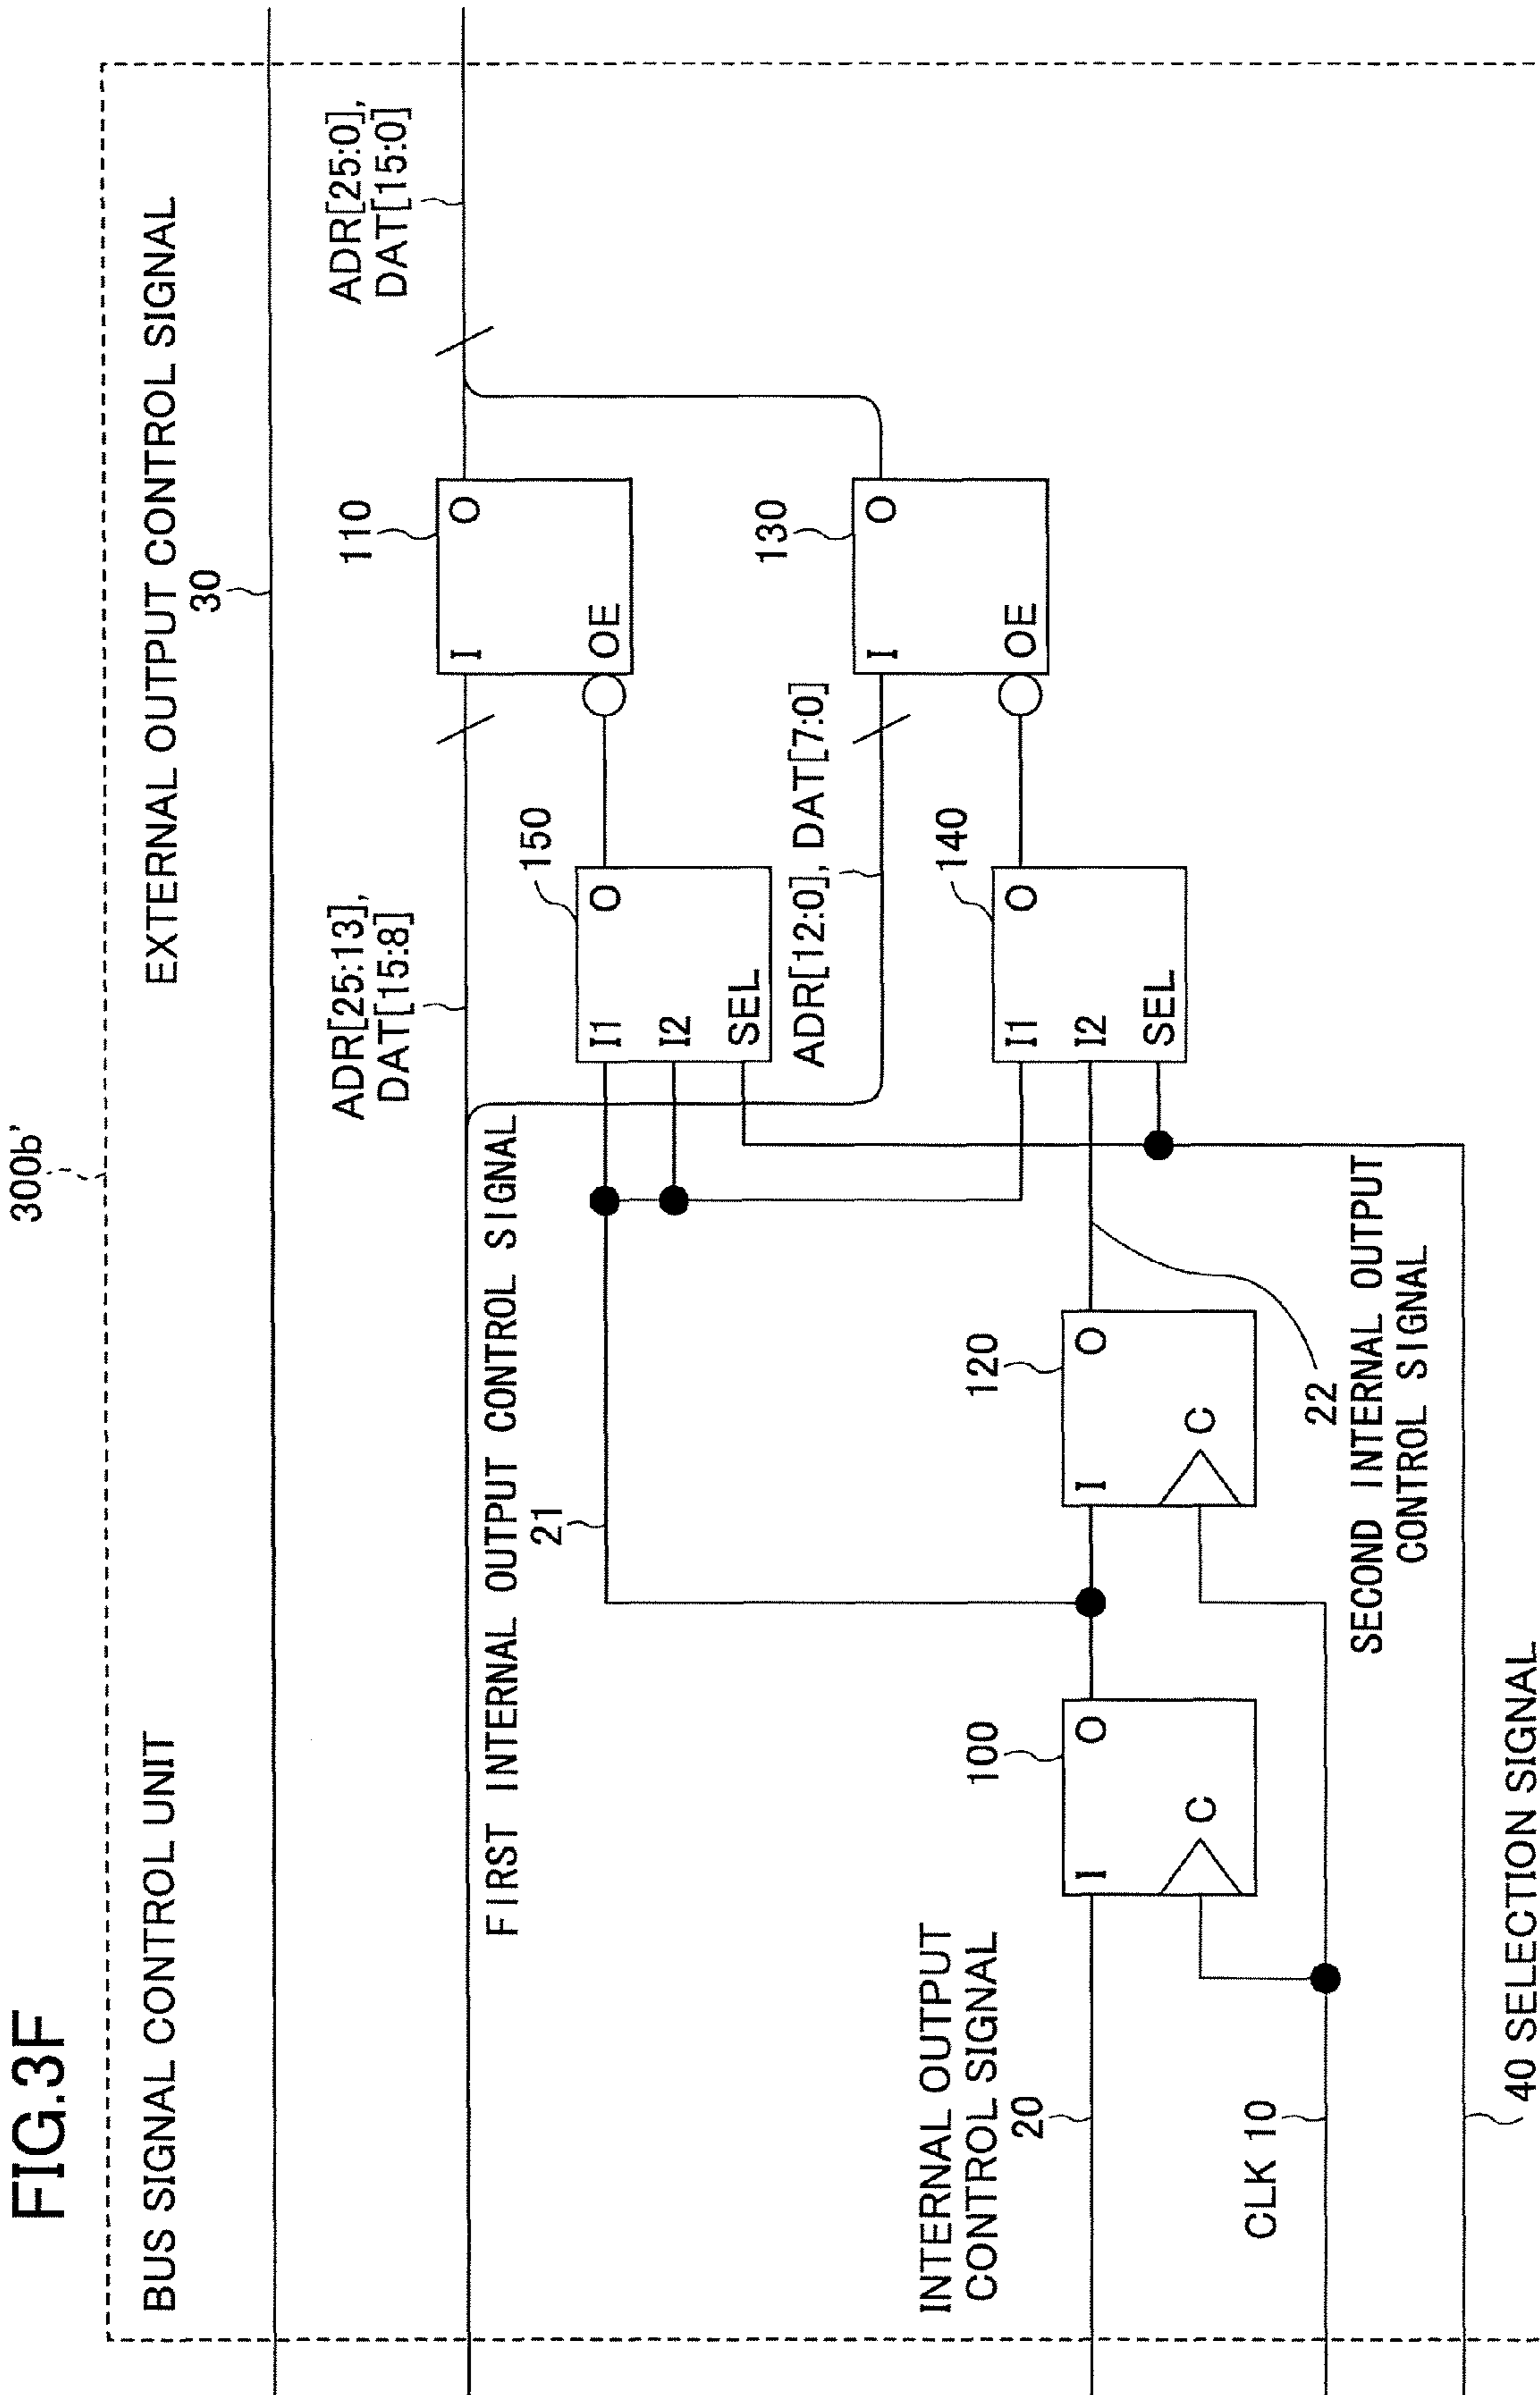 FIG.3F
300b'
BUS SIGNAL CONTROL UNIT
EXTERNAL OUTPUT CONTROL SIGNAL
30
ADR[25:13],
DAT[15:8]
ADR[25:0],
DAT[15:0]
110
I
O
OE
FIRST INTERNAL OUTPUT CONTROL SIGNAL
21
150
I1
O
I2
SEL
ADR[12:0], DAT[7:0]
130
I
O
OE
INTERNAL OUTPUT
CONTROL SIGNAL
20
100
I
O
C
120
I
O
C
140
I1
O
I2
SEL
CLK 10
22
SECOND INTERNAL OUTPUT
CONTROL SIGNAL
40 SELECTION SIGNAL